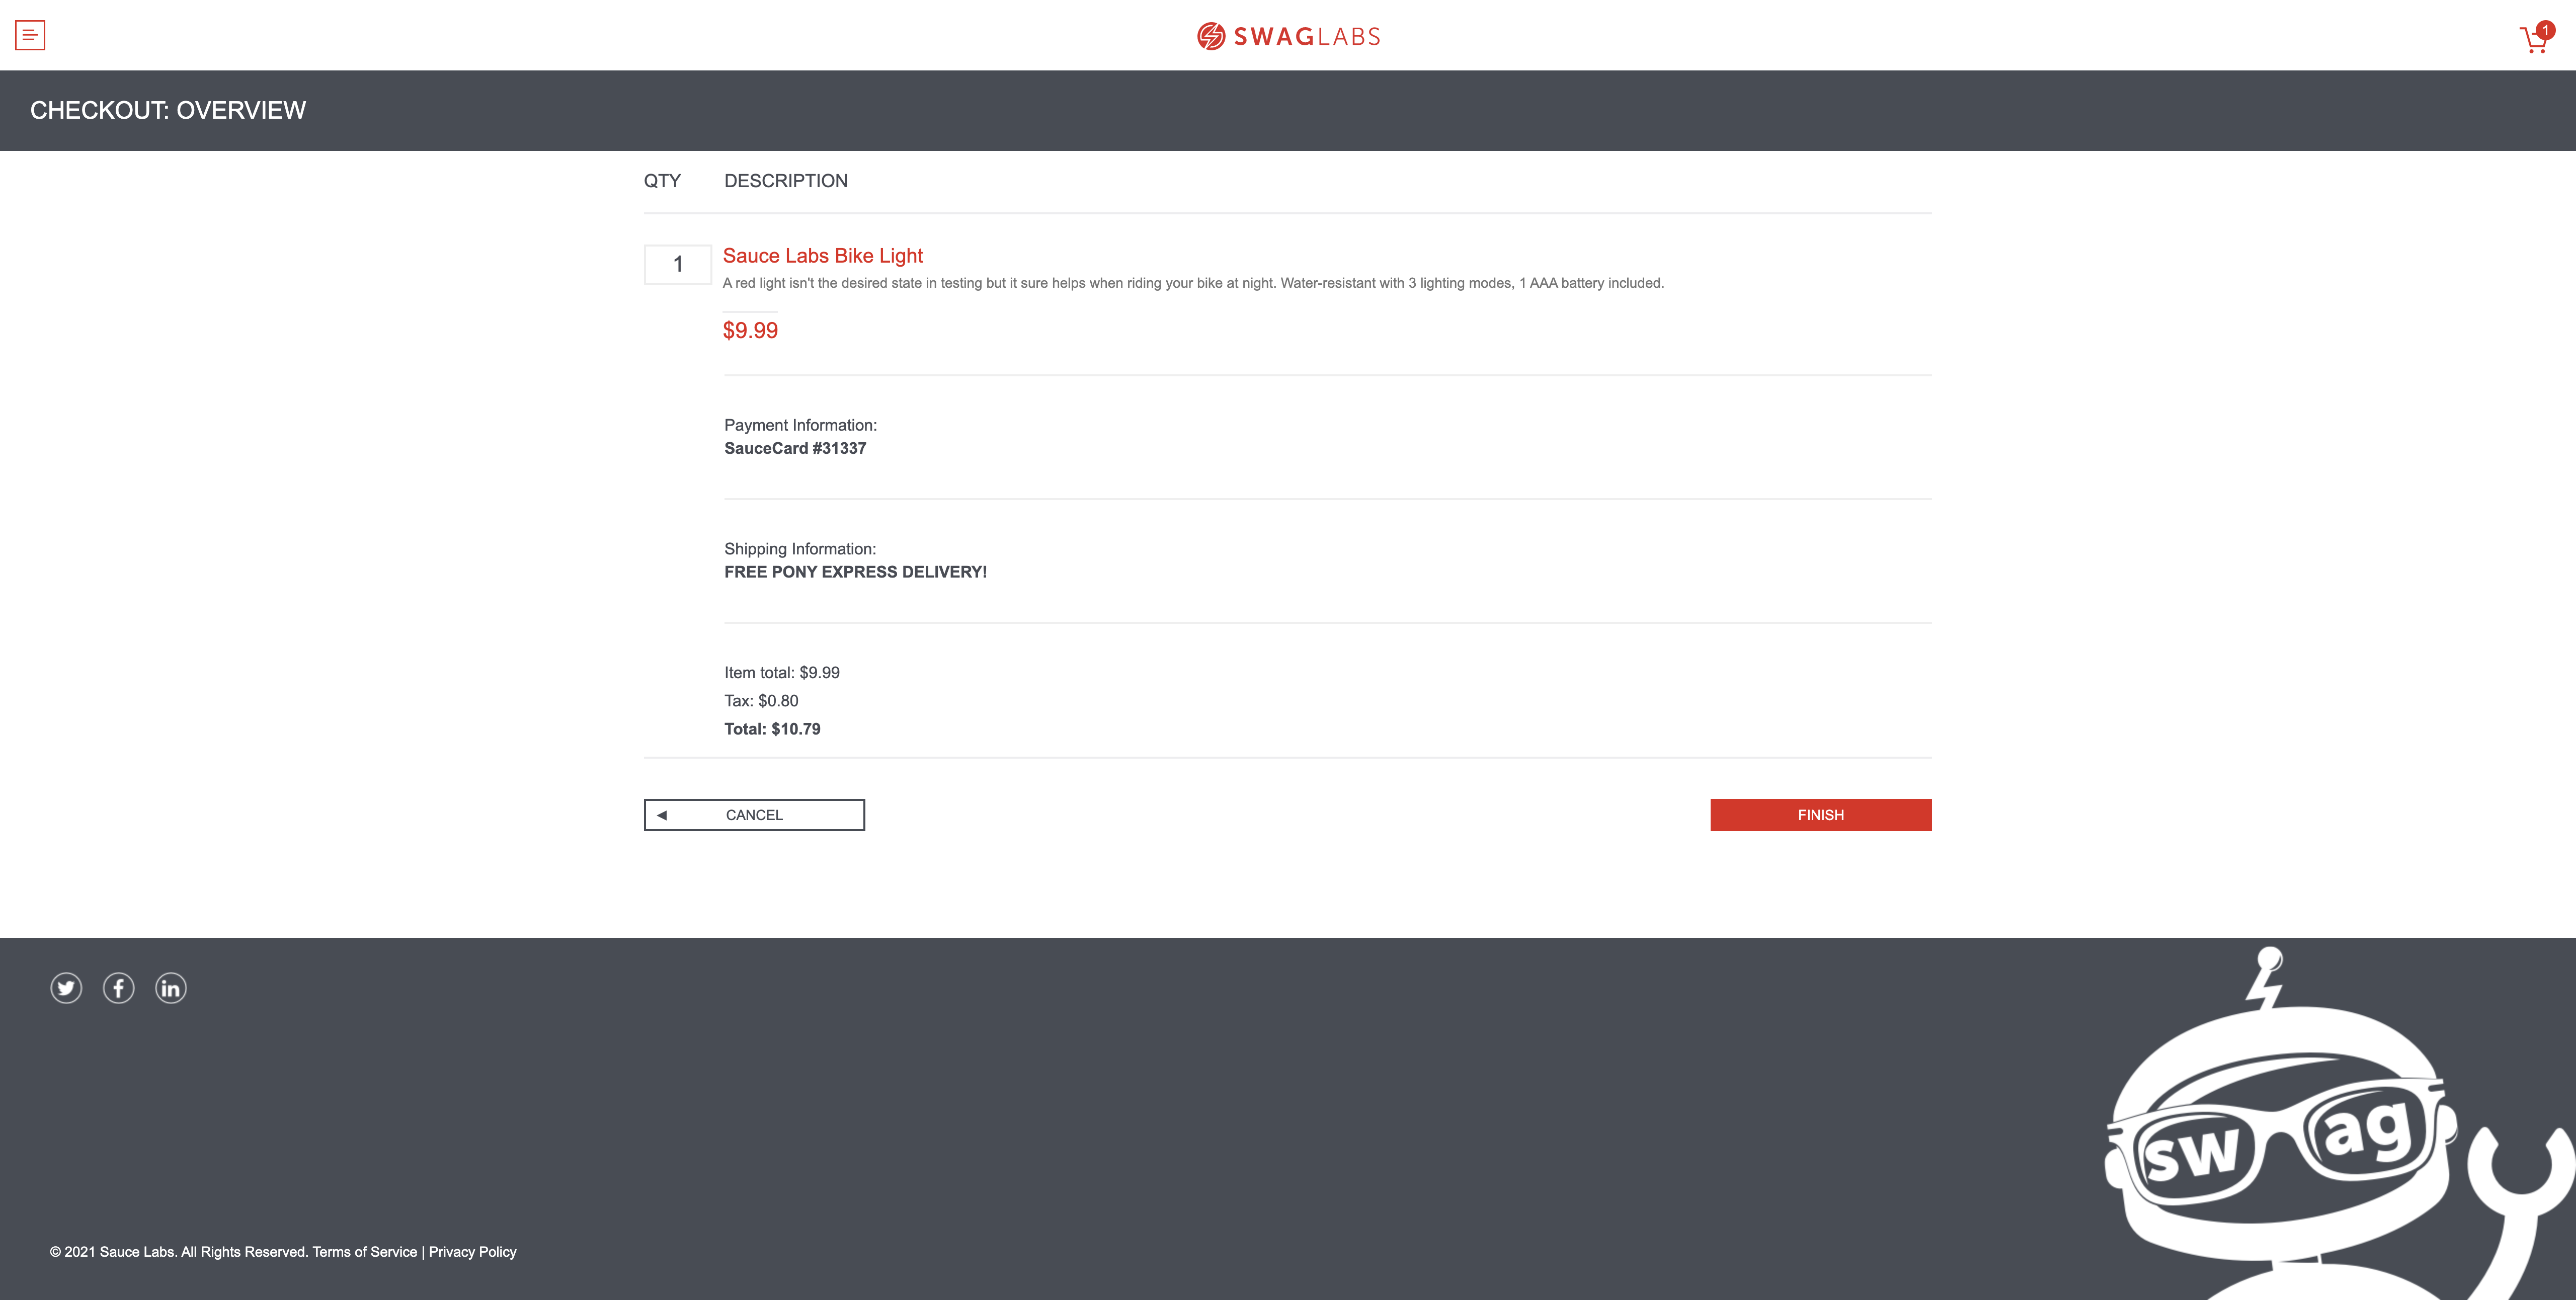 SWAGLABS
1
CHECKOUT: OVERVIEW
QTY DESCRIPTION
1
Sauce Labs Bike Light
A red light isn't the desired state in testing but it sure helps when riding your bike at night. Water-resistant with 3 lighting modes, 1 AAA battery included.
$9.99
Payment Information:
SauceCard #31337
Shipping Information:
FREE PONY EXPRESS DELIVERY!
Item total: $9.99
Tax: $0.80
Total: $10.79
CANCEL
FINISH
sw ag
© 2021 Sauce Labs. All Rights Reserved. Terms of Service | Privacy Policy